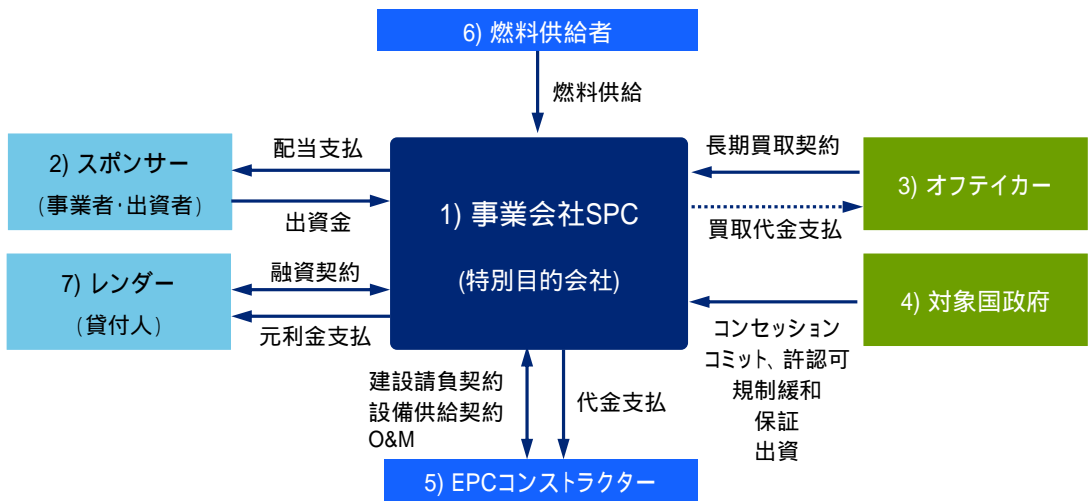 6) 燃料供給者
燃料供給
2) スポンサー
(事業者･出資者)
配当支払
出資金
1) 事業会社SPC
(特別目的会社)
長期買取契約
買取代金支払
3) オフテイカー
7) レンダー
(貸付人)
融資契約
元利金支払
4) 対象国政府
コンセッション
コミット、許認可
規制緩和
保証
出資
建設請負契約
設備供給契約
O&M
代金支払
5) EPCコンストラクター